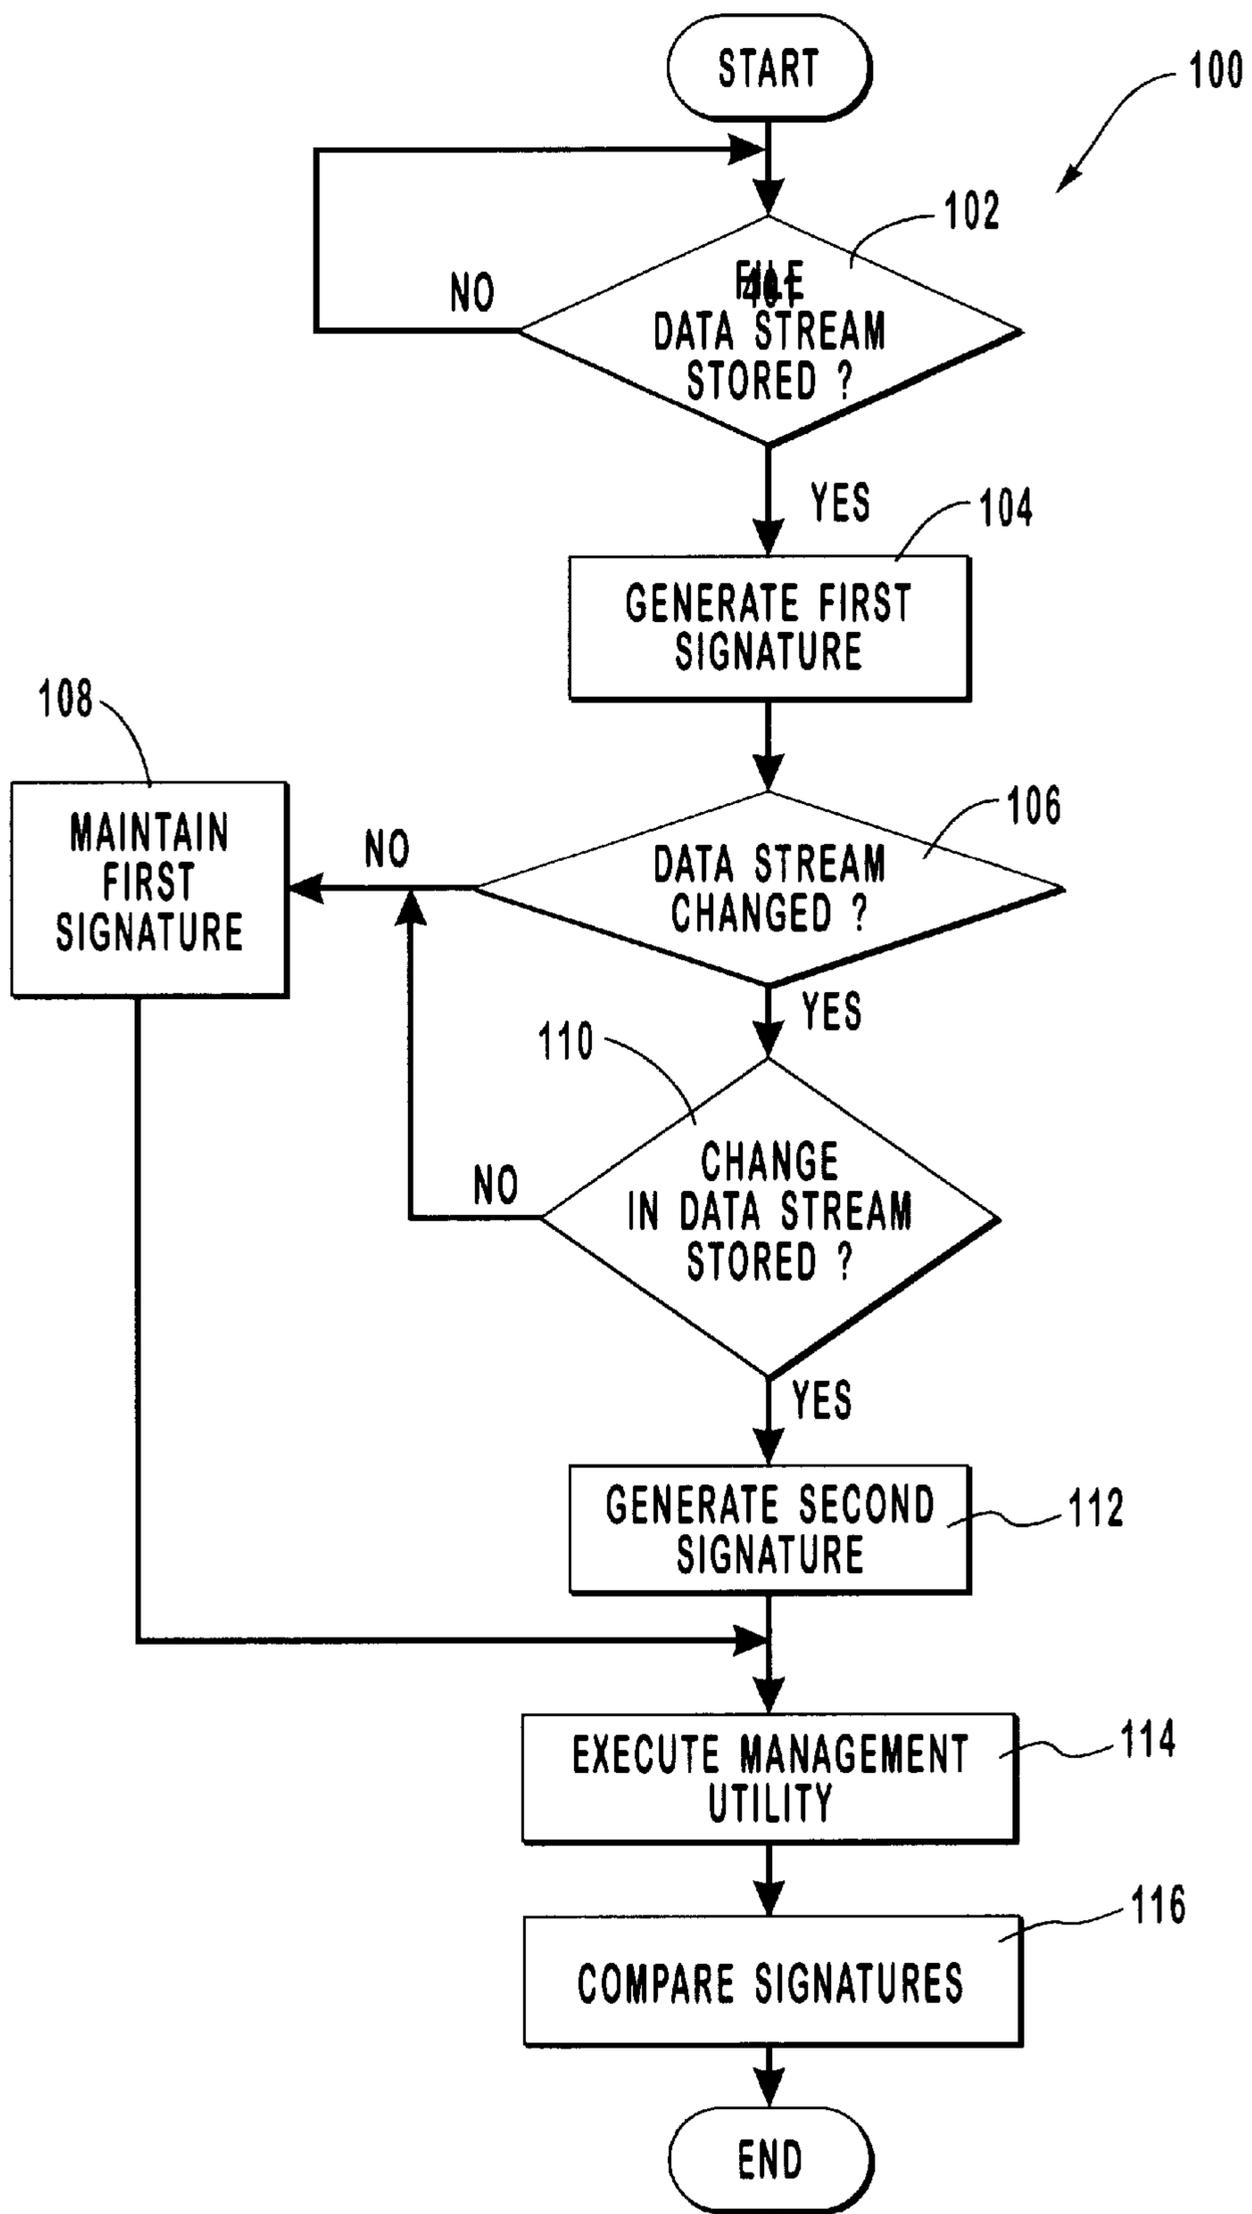 START
100
102
NO
DATA STREAM
STORED ?
YES
104
GENERATE FIRST
SIGNATURE
108
106
MAINTAIN
FIRST
SIGNATURE
NO
DATA STREAM
CHANGED ?
YES
110
CHANGE
IN DATA STREAM
STORED ?
NO
YES
GENERATE SECOND
SIGNATURE
112
EXECUTE MANAGEMENT
UTILITY
114
116
COMPARE SIGNATURES
END